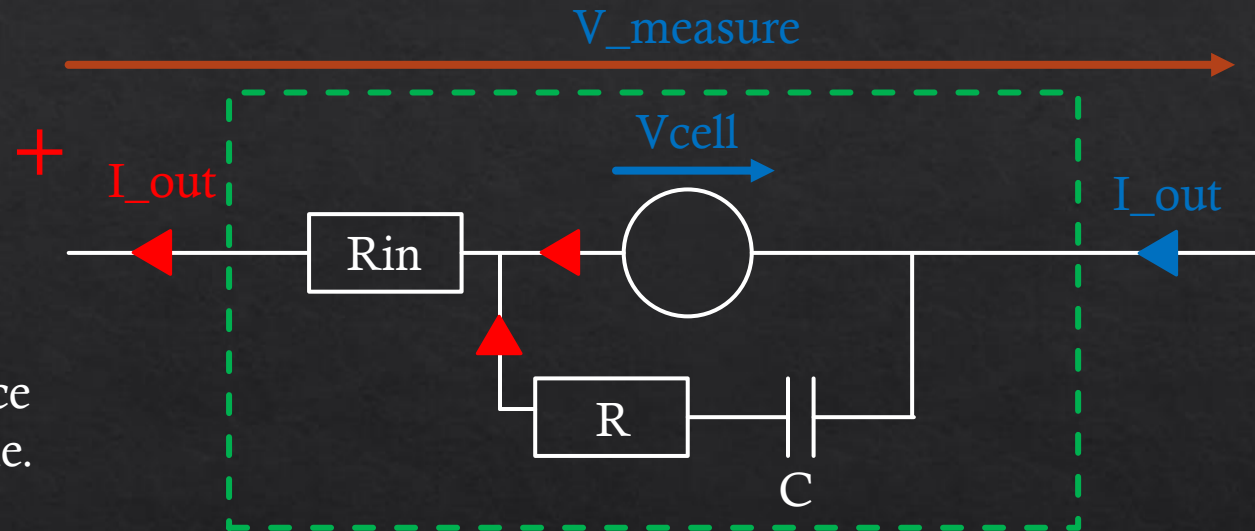 V_measure
Vcell
+
I_out
I_out
Rin
ce
R
e.
C